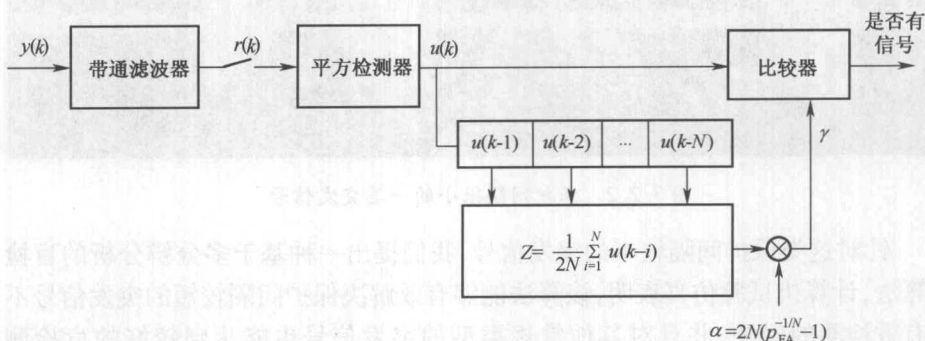 y(k)
带通滤波器
r(k)
平方检测器
u(k)
比较器
是否有
信号
u(k-1) u(k-2) ... u(k-N)
γ
Z= 1/2N ∑ i=1 N u(k-i)
⊗
α=2N(p_FA^{-1/N}-1)